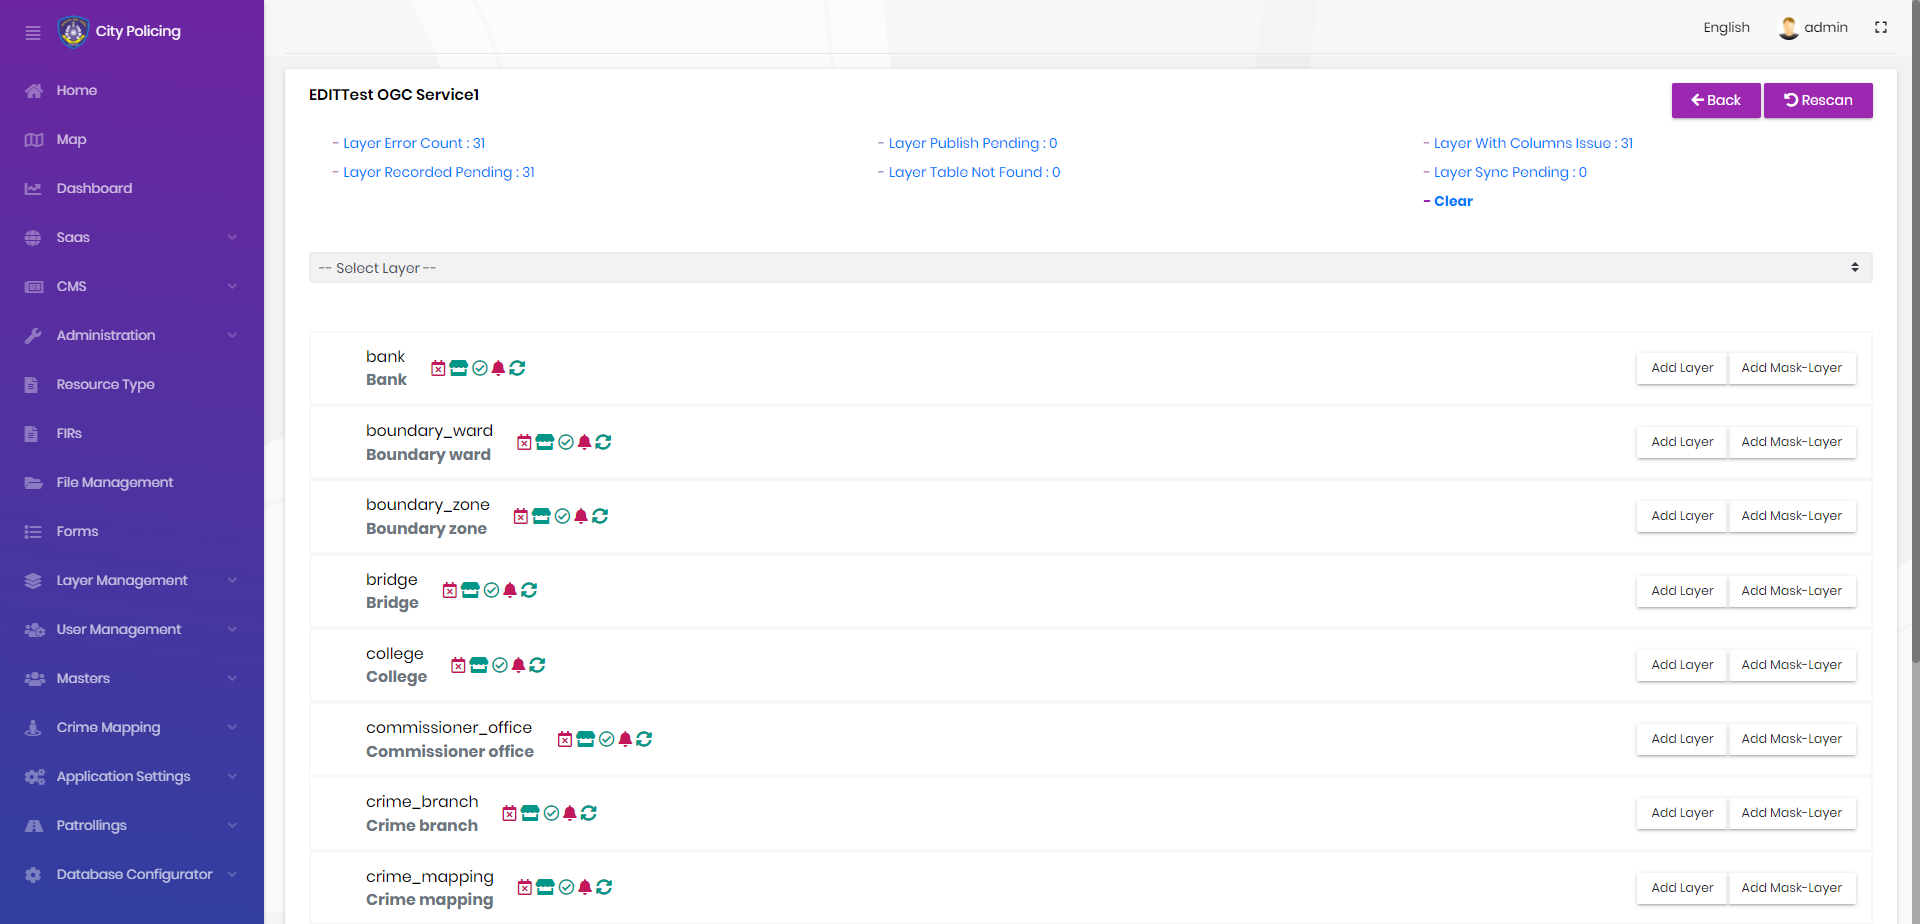 City Policing
English
admin
Home
Map
Dashboard
Saas
CMS
Administration
Resource Type
FIRs
File Management
Forms
Layer Management
User Management
Masters
Crime Mapping
Application Settings
Patrollings
Database Configurator
EDITTest OGC Service1
Back
Rescan
- Layer Error Count : 31
- Layer Publish Pending : 0
- Layer With Columns Issue : 31
- Layer Recorded Pending : 31
- Layer Table Not Found : 0
- Layer Sync Pending : 0
- Clear
-- Select Layer --
bank
Bank
Add Layer
Add Mask-Layer
boundary_ward
Boundary ward
Add Layer
Add Mask-Layer
boundary_zone
Boundary zone
Add Layer
Add Mask-Layer
bridge
Bridge
Add Layer
Add Mask-Layer
college
College
Add Layer
Add Mask-Layer
commissioner_office
Commissioner office
Add Layer
Add Mask-Layer
crime_branch
Crime branch
Add Layer
Add Mask-Layer
crime_mapping
Crime mapping
Add Layer
Add Mask-Layer